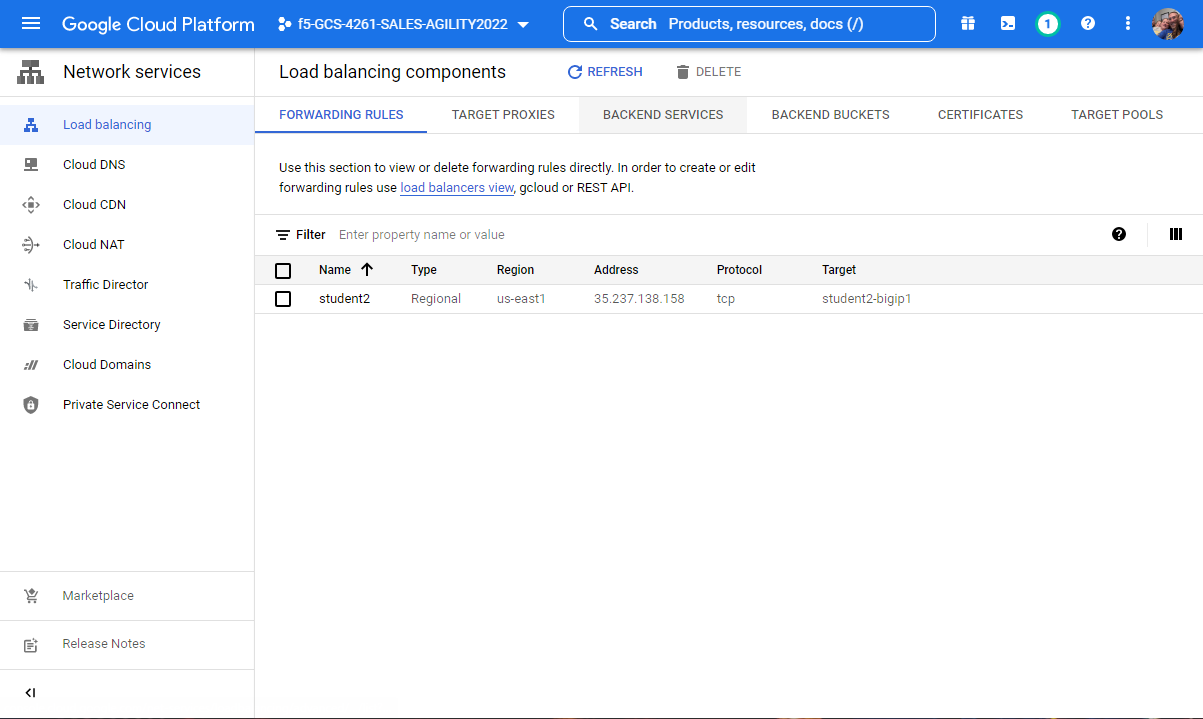 Google Cloud Platform
f5-GCS-4261-SALES-AGILITY2022
Search Products, resources, docs (/)
1
Network services
Load balancing
Cloud DNS
Cloud CDN
Cloud NAT
Traffic Director
Service Directory
Cloud Domains
Private Service Connect
Marketplace
Release Notes
Load balancing components
REFRESH
DELETE
FORWARDING RULES TARGET PROXIES BACKEND SERVICES BACKEND BUCKETS CERTIFICATES TARGET POOLS
Use this section to view or delete forwarding rules directly. In order to create or edit
forwarding rules use load balancers view, gcloud or REST API.
Filter Enter property name or value
Name Type Region Address Protocol Target
student2 Regional us-east1 35.237.138.158 tcp student2-bigip1